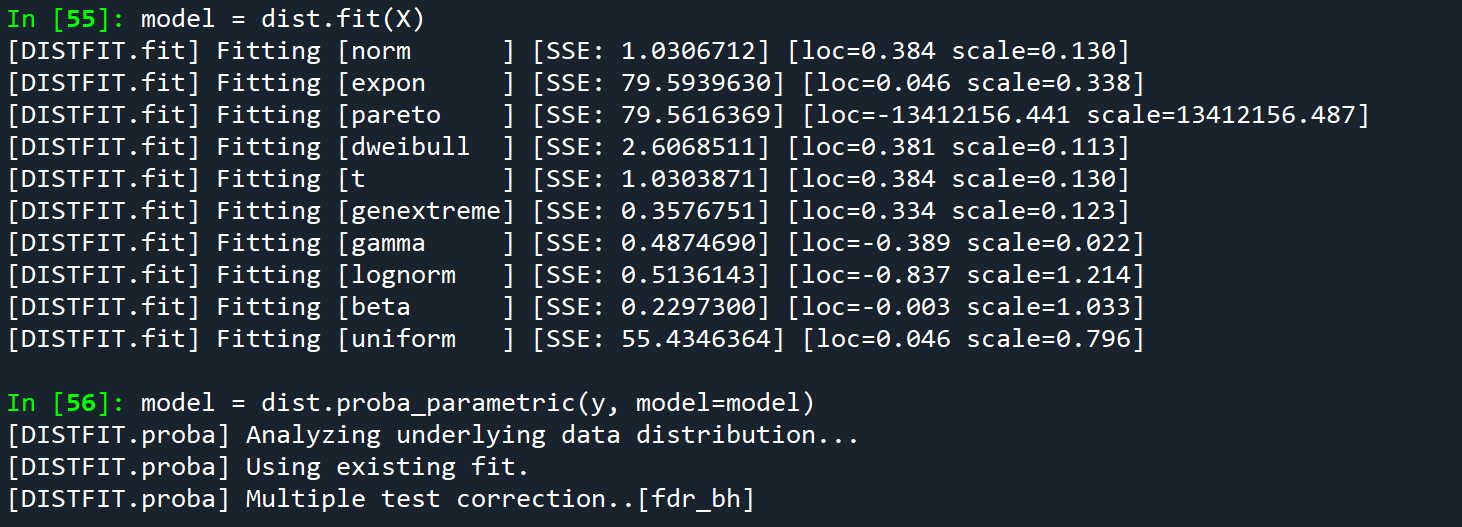 In [55]: model = dist.fit(X)
[DISTFIT.fit] Fitting [norm      ] [SSE: 1.0306712] [loc=0.384 scale=0.130]
[DISTFIT.fit] Fitting [expon     ] [SSE: 79.5939630] [loc=0.046 scale=0.338]
[DISTFIT.fit] Fitting [pareto    ] [SSE: 79.5616369] [loc=-13412156.441 scale=13412156.487]
[DISTFIT.fit] Fitting [dweibull  ] [SSE: 2.6068511] [loc=0.381 scale=0.113]
[DISTFIT.fit] Fitting [t         ] [SSE: 1.0303871] [loc=0.384 scale=0.130]
[DISTFIT.fit] Fitting [genextreme] [SSE: 0.3576751] [loc=0.334 scale=0.123]
[DISTFIT.fit] Fitting [gamma     ] [SSE: 0.4874690] [loc=-0.389 scale=0.022]
[DISTFIT.fit] Fitting [lognorm   ] [SSE: 0.5136143] [loc=-0.837 scale=1.214]
[DISTFIT.fit] Fitting [beta      ] [SSE: 0.2297300] [loc=-0.003 scale=1.033]
[DISTFIT.fit] Fitting [uniform   ] [SSE: 55.4346364] [loc=0.046 scale=0.796]
In [56]: model = dist.proba_parametric(y, model=model)
[DISTFIT.proba] Analyzing underlying data distribution...
[DISTFIT.proba] Using existing fit.
[DISTFIT.proba] Multiple test correction..[fdr_bh]